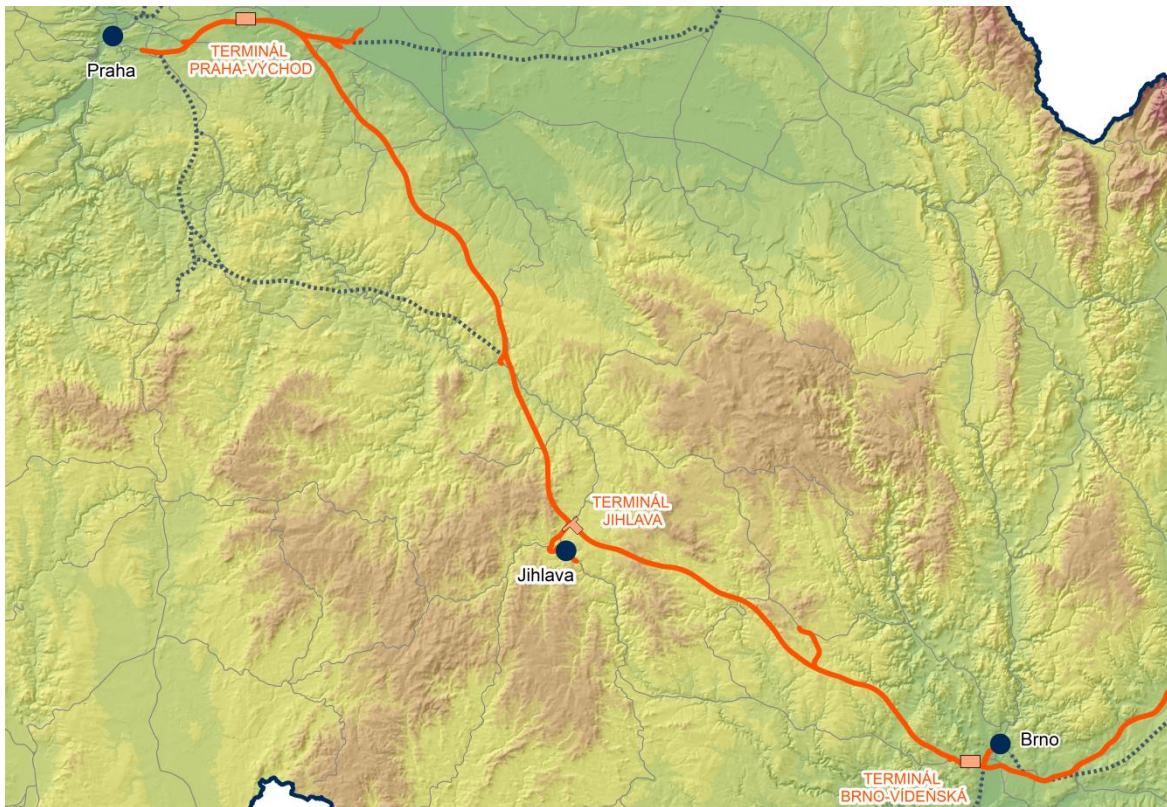 TERMINÁL
PRAHA-VÝCHOD
Praha
TERMINÁL
JIHLAVA
Jihlava
Brno
TERMINÁL
BRNO-VÍDEŇSKÁ